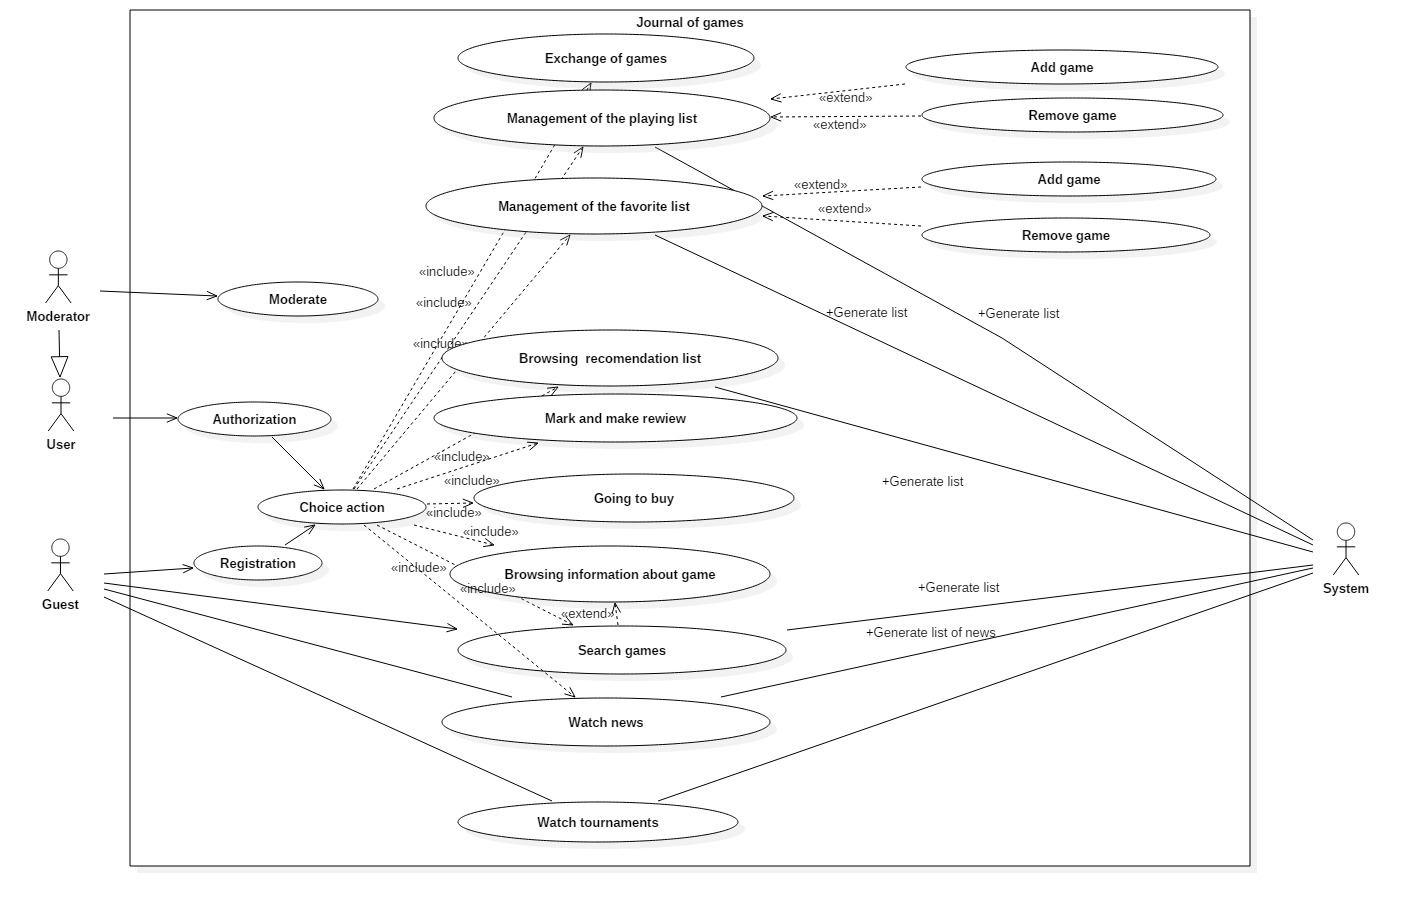 Journal of games
Exchange of games
Add game
«extend»
Management of the playing list
Remove game
«extend»
Add game
«extend»
Management of the favorite list
«extend»
Remove game
«include»
Moderate
«include»
Moderator
+Generate list
+Generate list
«include»
Browsing  recomendation list
Authorization
Mark and make rewiew
User
«include»
«include»
+Generate list
Going to buy
Choice action
«include»
«include»
Registration
«include»
Browsing information about game
«include»
+Generate list
System
Guest
«extend»
+Generate list of news
Search games
Watch news
Watch tournaments